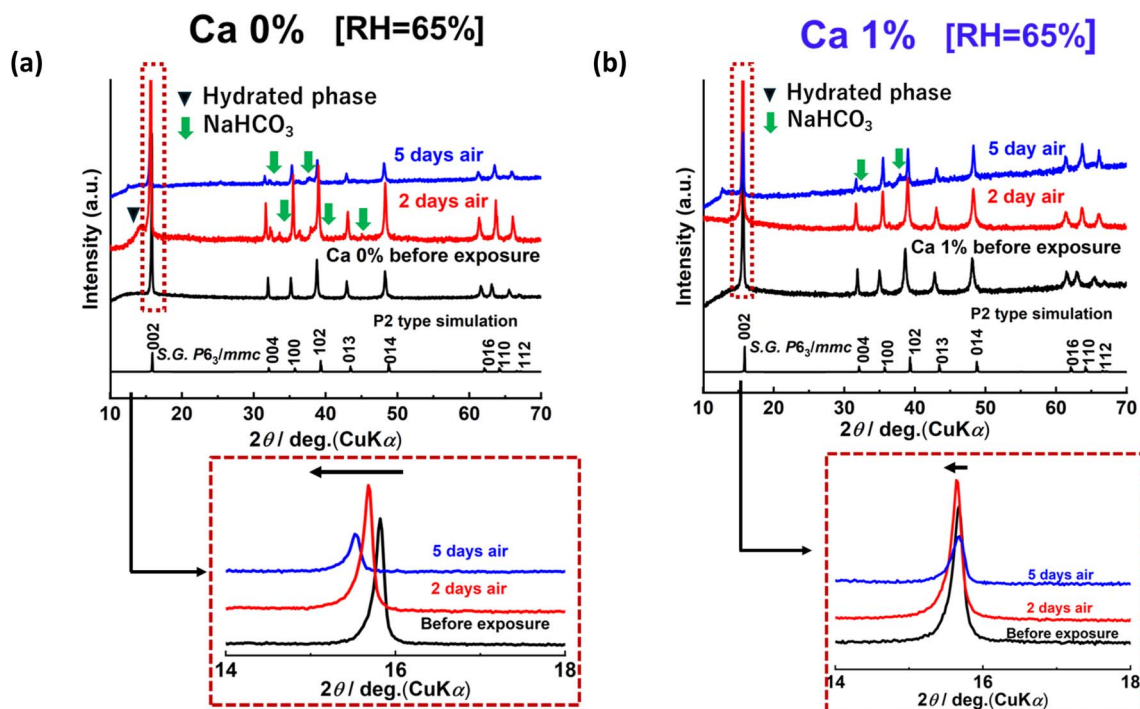 Ca 0% [RH=65%]
(a)
Hydrated phase
NaHCO₃
5 days air
2 days air
Ca 0% before exposure
P2 type simulation
S.G. P6₃/mmc
002
004
100
102
013
014
016
110
112
Intensity (a.u.)
10 20 30 40 50 60 70
2θ / deg.(CuKα)
5 days air
2 days air
Before exposure
14 16 18
2θ / deg.(CuKα)
Ca 1% [RH=65%]
(b)
Hydrated phase
NaHCO₃
5 day air
2 day air
Ca 1% before exposure
P2 type simulation
S.G. P6₃/mmc
002
004
100
102
013
014
016
110
112
Intensity (a.u.)
10 20 30 40 50 60 70
2θ / deg.(CuKα)
5 days air
2 days air
Before exposure
14 16 18
2θ / deg.(CuKα)